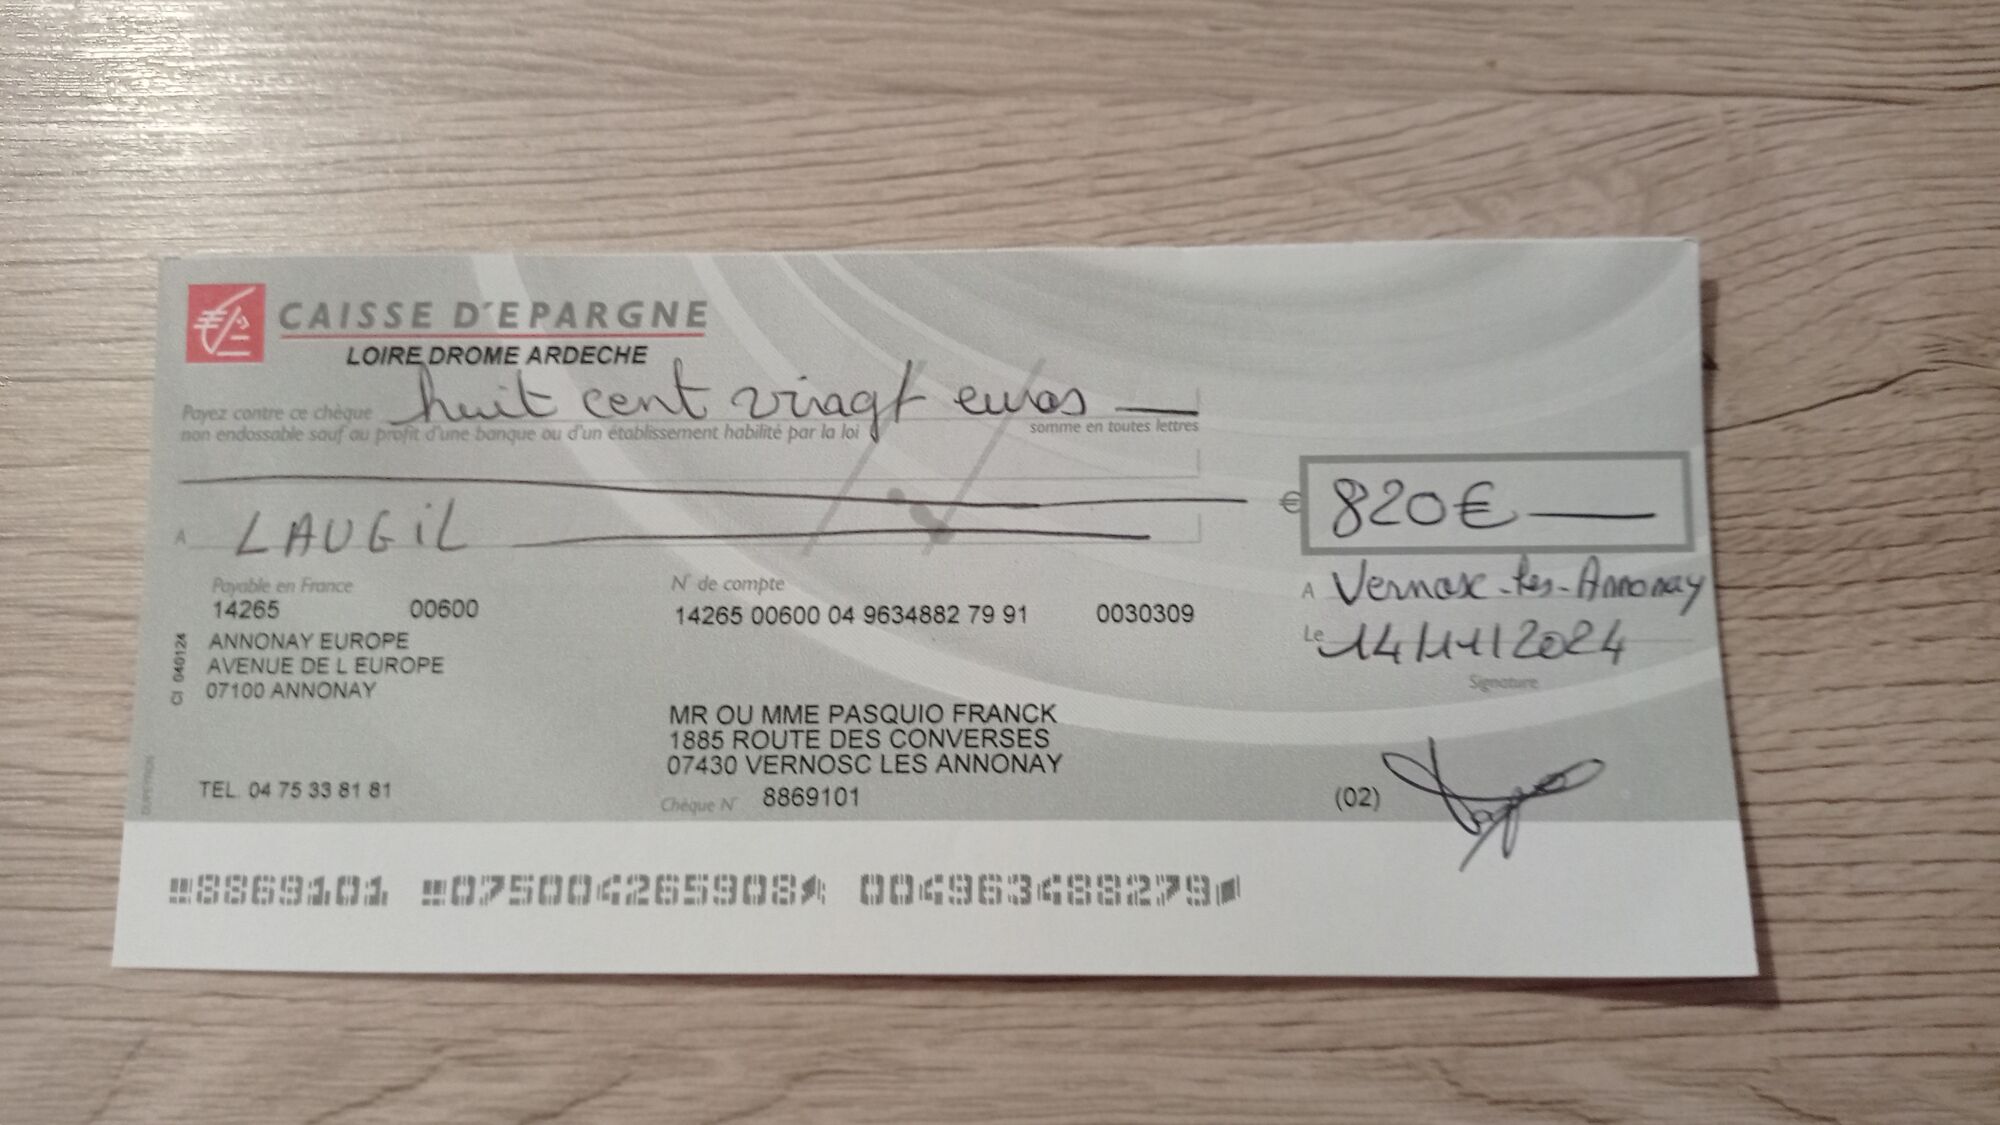 CAISSE D'EPARGNE
LOIRE DROME ARDECHE
Payez contre ce chèque huit cent vingt euros
non endossable sauf au profit d'une banque ou d'un établissement habilité par la loi somme en toutes lettres
€ 820€
A LAUGIL
Payable en France N° de compte
A Vernosc-les-Annonay
14265 00600 14265 00600 04 9634882 79 91 0030309
Le 14/11/2024
ANNONAY EUROPE
AVENUE DE L EUROPE
07100 ANNONAY
CI 040124
Signature
MR OU MME PASQUIO FRANCK
1885 ROUTE DES CONVERSES
07430 VERNOSC LES ANNONAY
TEL. 04 75 33 81 81
Chèque N° 8869101
(02)
8869101 075004265908 004963488279